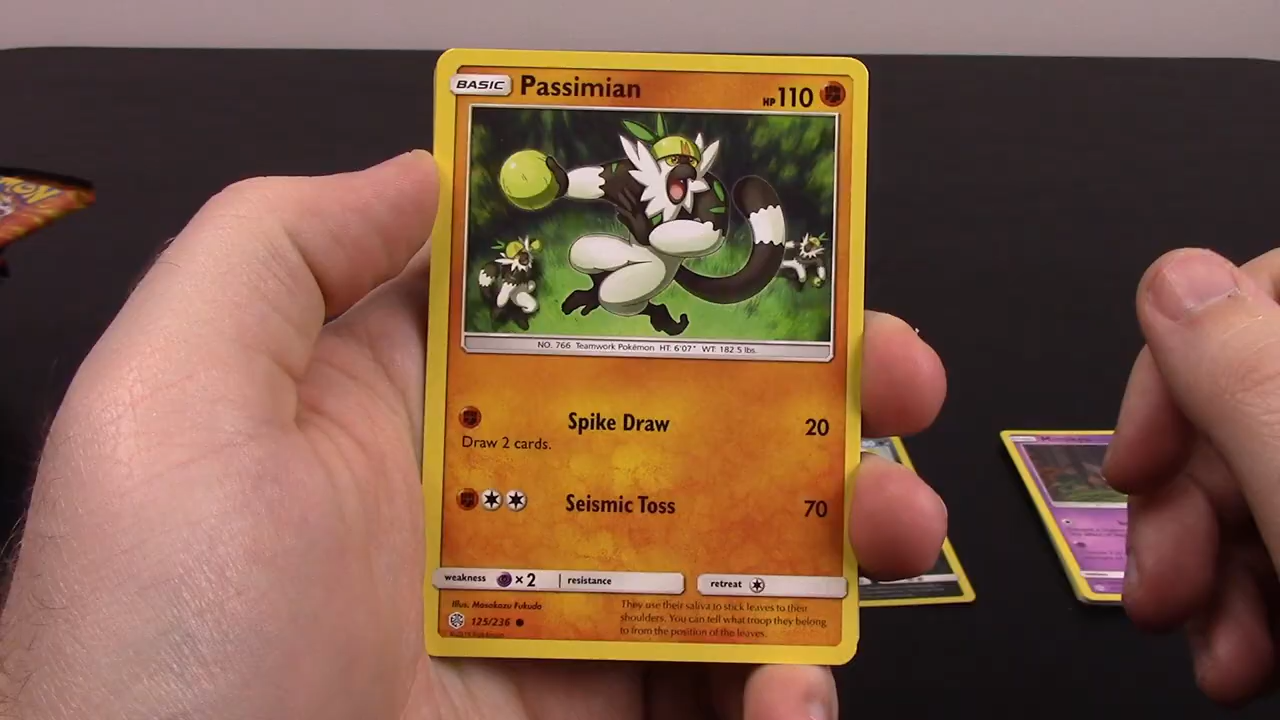 BASIC Passimian HP 110
NO. 766 Teamwork Pokémon HT: 6'07" WT: 182.5 lbs.
Spike Draw 20
Draw 2 cards.
Seismic Toss 70
weakness ×2 resistance retreat
Illus. Masakazu Fukuda
125/236
They use their saliva to stick leaves to their
shoulders. You can tell what troop they belong
to from the position of the leaves.